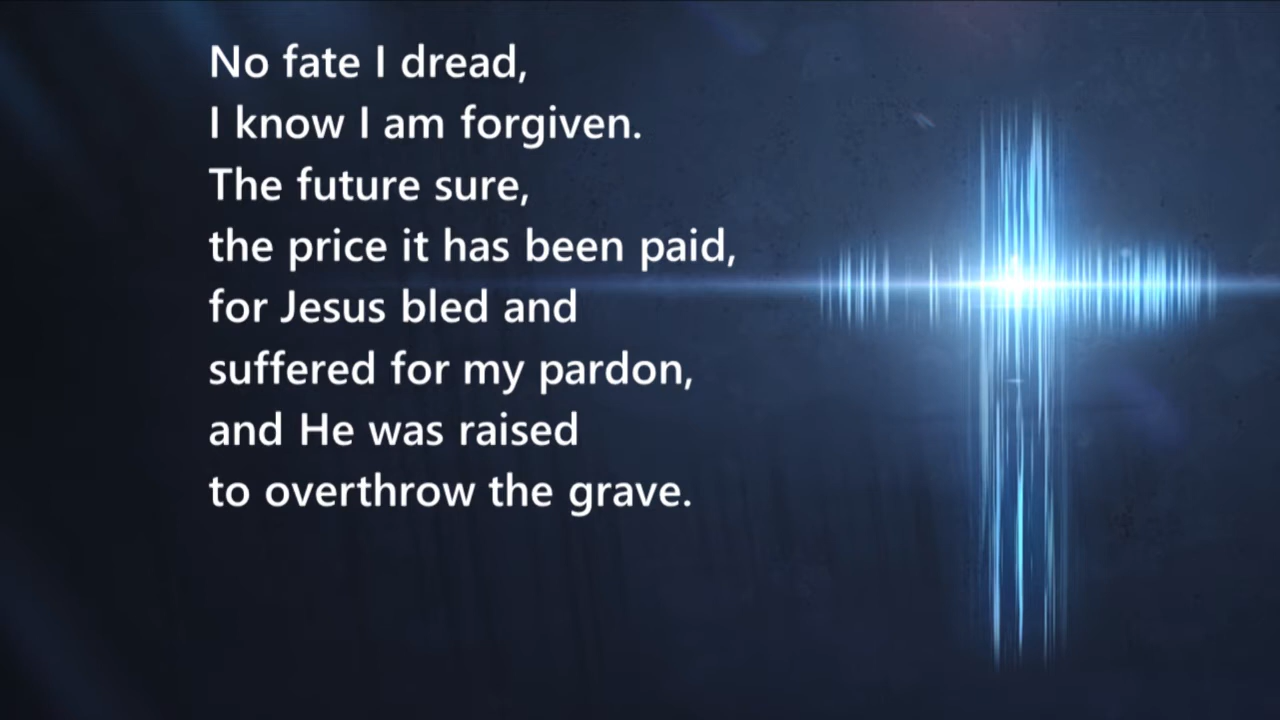 No fate I dread,
I know I am forgiven.
The future sure,
the price it has been paid,
for Jesus bled and
suffered for my pardon,
and He was raised
to overthrow the grave.